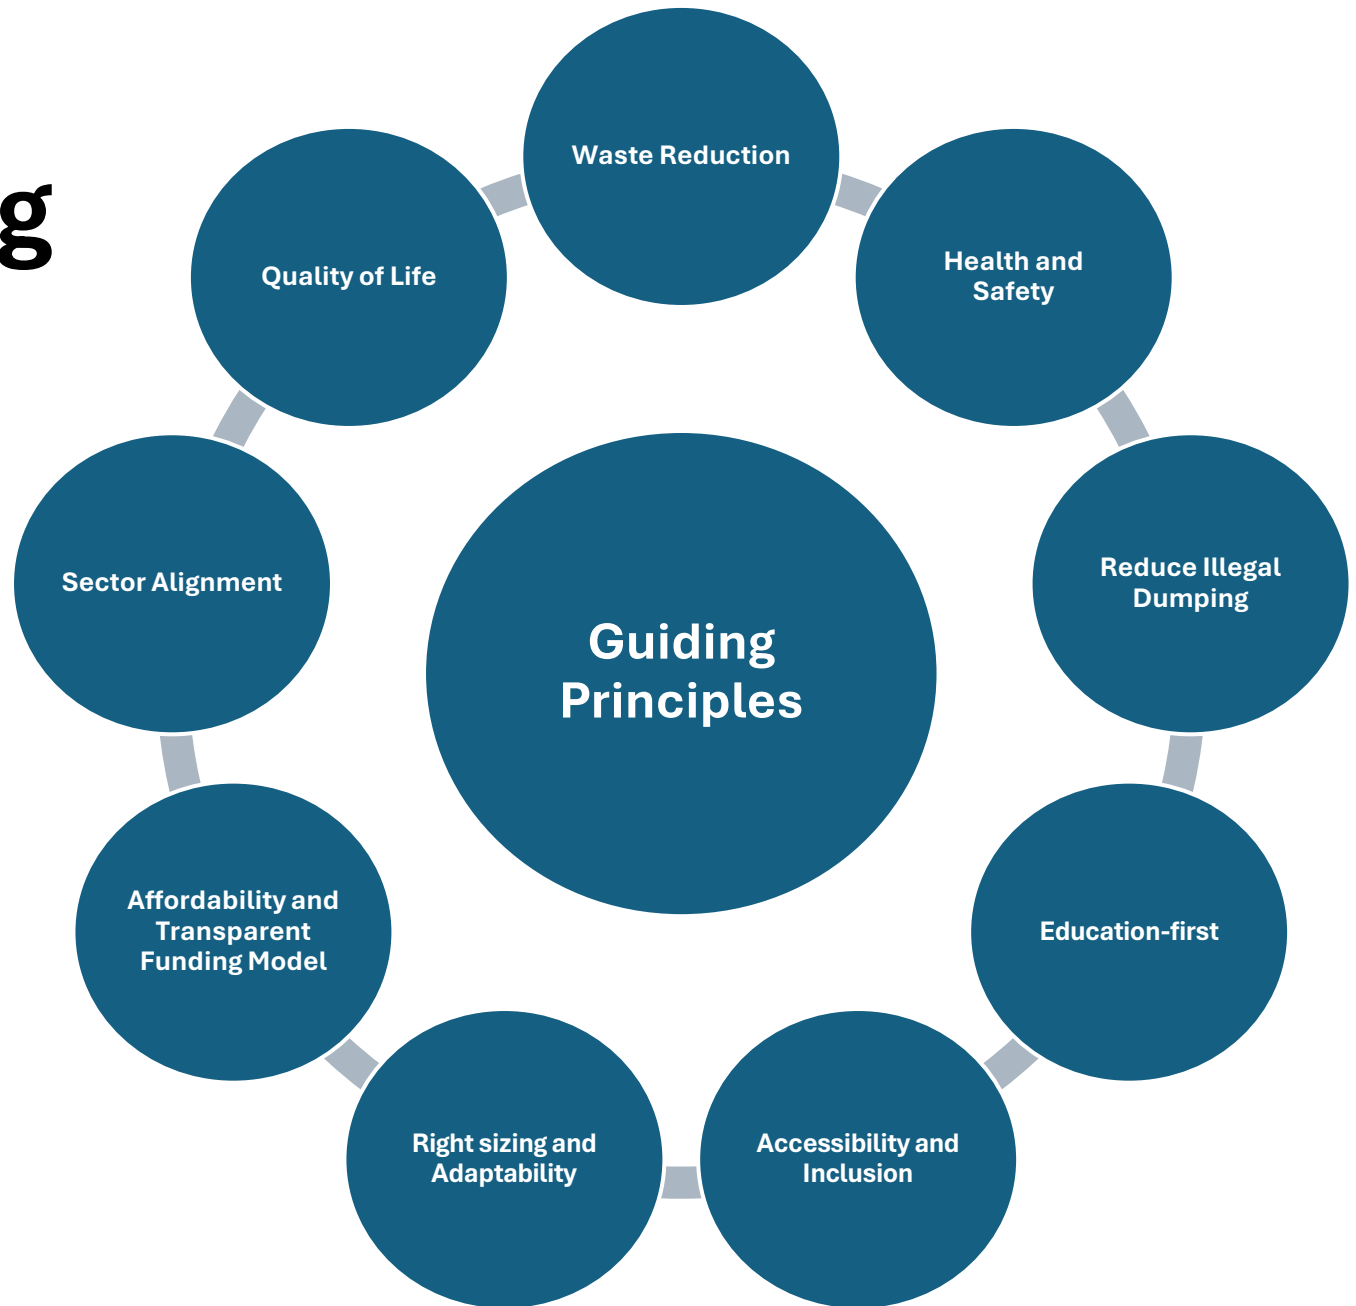 g
Waste Reduction
Health and
Safety
Reduce Illegal
Dumping
Education-first
Accessibility and
Inclusion
Right sizing and
Adaptability
Affordability and
Transparent
Funding Model
Sector Alignment
Quality of Life
Guiding
Principles